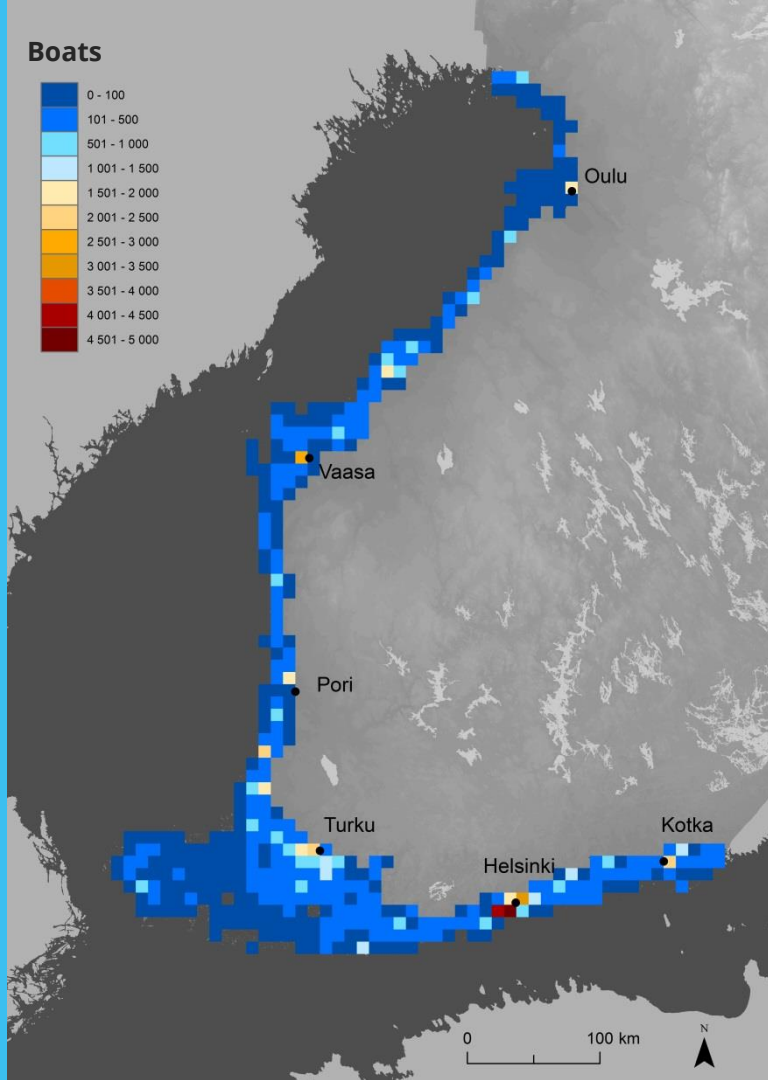 Boats
0 - 100
101 - 500
501 - 1 000
1 001 - 1 500
1 501 - 2 000
2 001 - 2 500
2 501 - 3 000
3 001 - 3 500
3 501 - 4 000
4 001 - 4 500
4 501 - 5 000
Oulu
Vaasa
Pori
Turku
Kotka
Helsinki
0
100 km
N